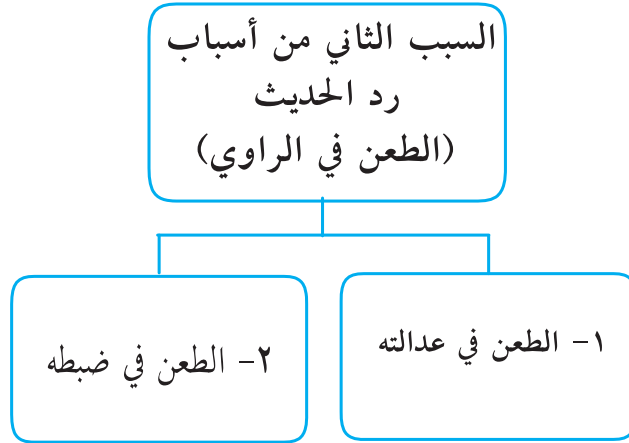 السبب الثاني من أسباب
رد الحديث
(الطعن في الراوي)
١- الطعن في عدالته
٢- الطعن في ضبطه